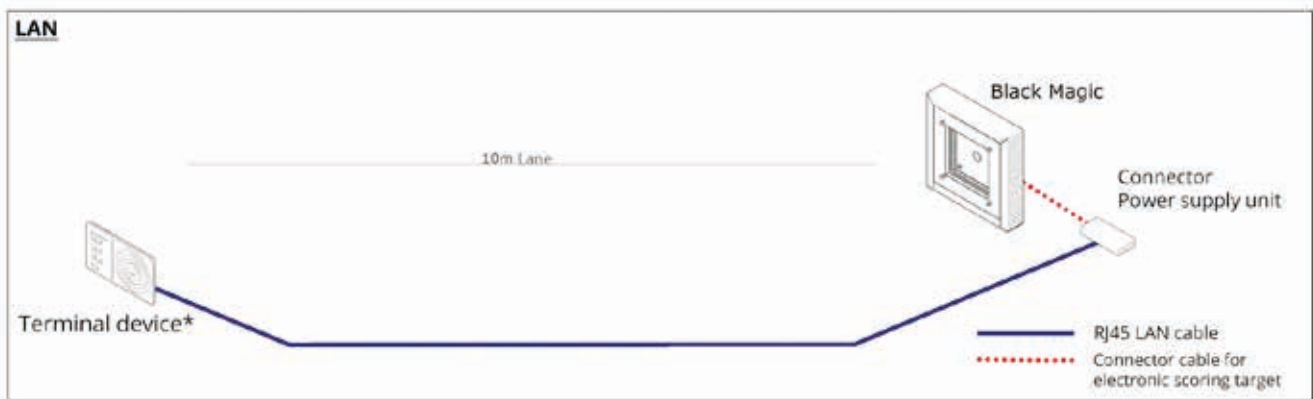 LAN
Black Magic
10m Lane
Connector
Power supply unit
Terminal device*
RJ45 LAN cable
Connector cable for
electronic scoring target